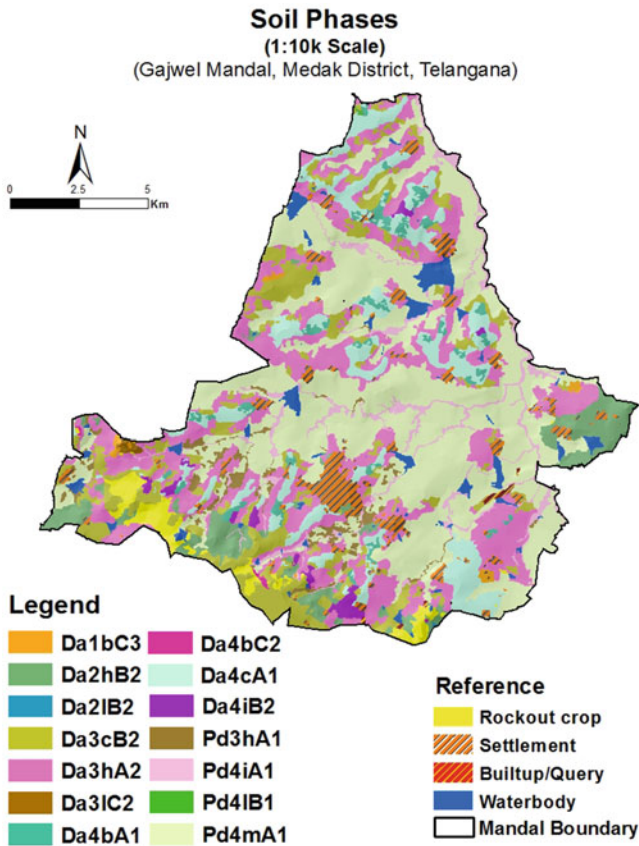 Soil Phases
(1:10k Scale)
(Gajwel Mandal, Medak District, Telangana)
N
0 2.5 5
Km
Legend
Da1bC3
Da2hB2
Da2lB2
Da3cB2
Da3hA2
Da3lC2
Da4bA1
Da4bC2
Da4cA1
Da4iB2
Pd3hA1
Pd4iA1
Pd4lB1
Pd4mA1
Reference
Rockout crop
Settlement
Builtup/Query
Waterbody
Mandal Boundary